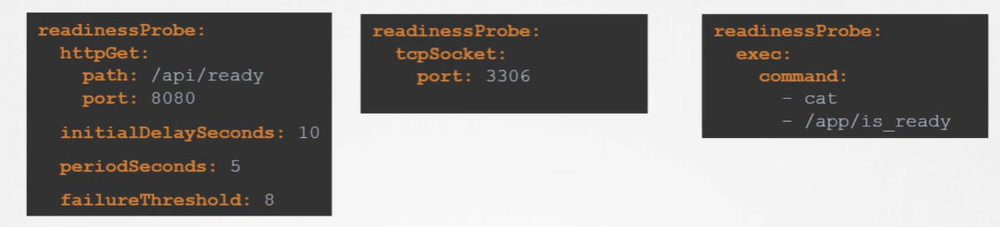 readinessProbe:
  httpGet:
    path: /api/ready
    port: 8080
  initialDelaySeconds: 10
  periodSeconds: 5
  failureThreshold: 8
readinessProbe:
  tcpSocket:
    port: 3306
readinessProbe:
  exec:
    command:
      - cat
      - /app/is_ready